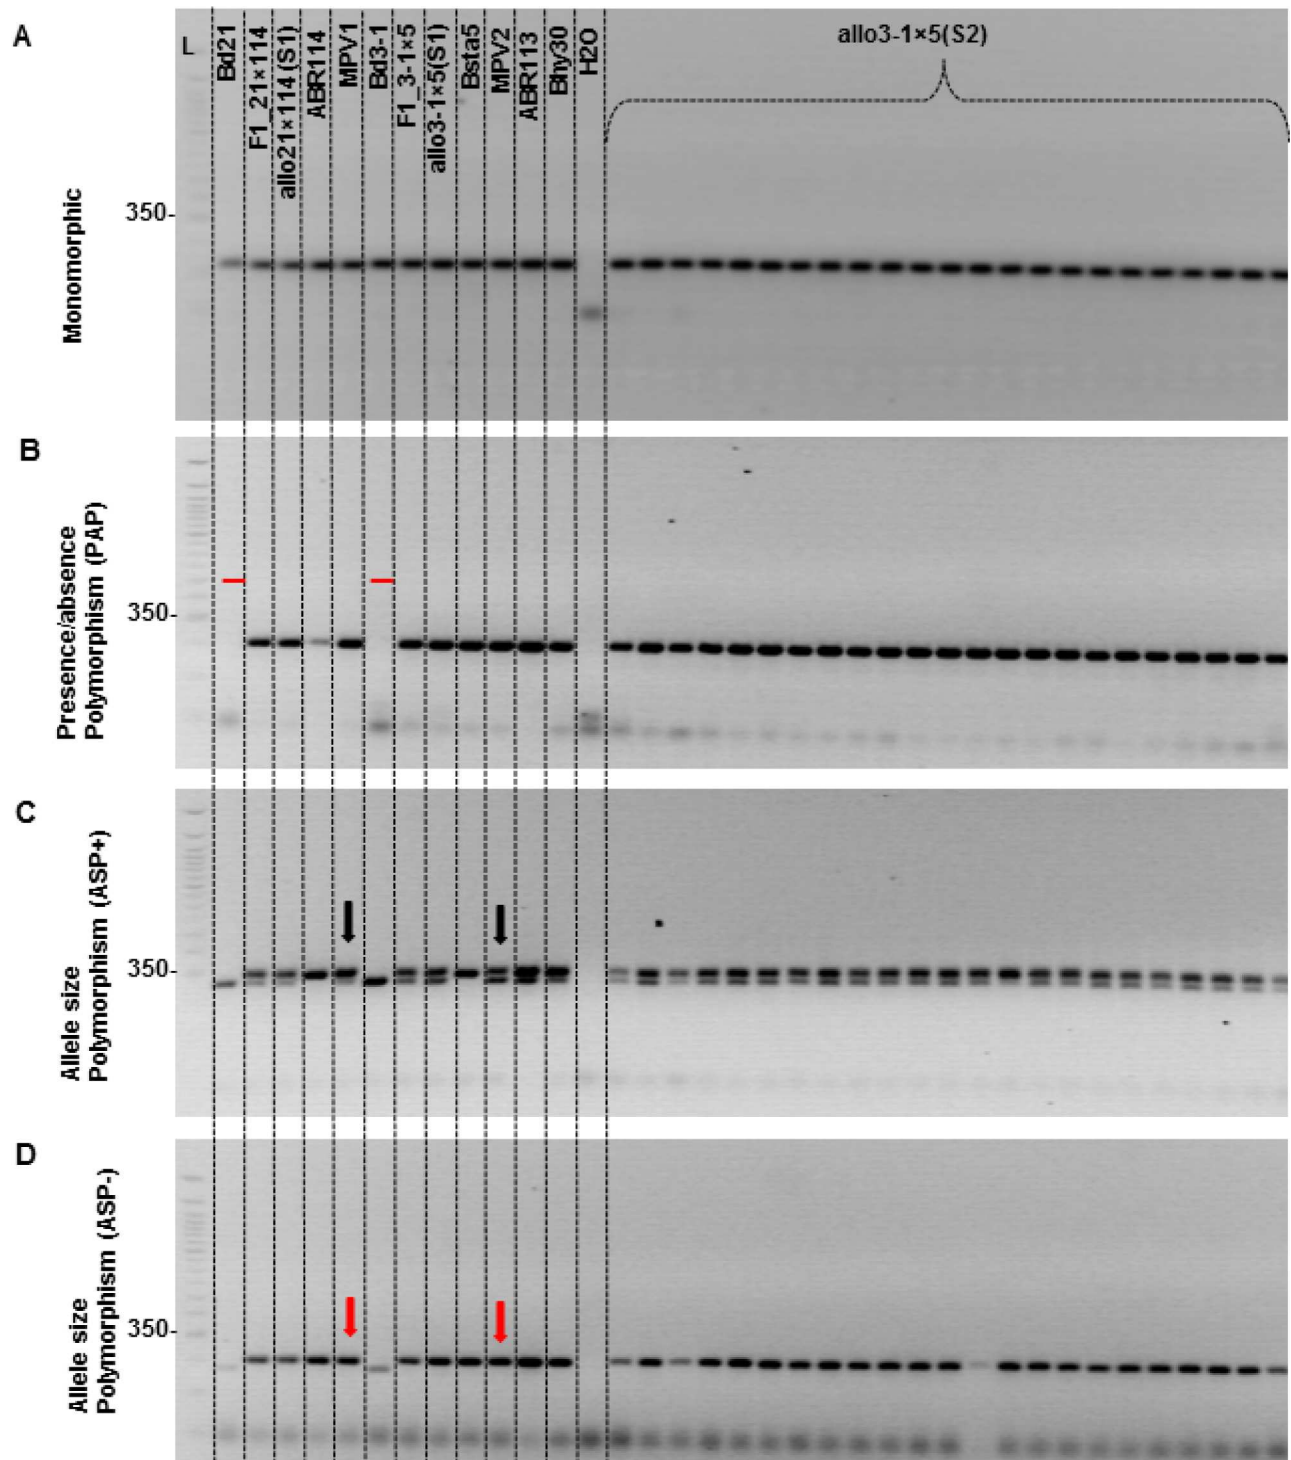 A
L
Bd21
F1_21×114
allo21×114 (S1)
ABR114
MPV1
Bd3-1
F1_3-1×5
allo3-1×5(S1)
Bsta5
MPV2
ABR113
Bhy30
H2O
allo3-1×5(S2)
350-
Monomorphic
B
350-
Presence/absence
Polymorphism (PAP)
C
350-
Allele size
Polymorphism (ASP+)
D
350-
Allele size
Polymorphism (ASP-)